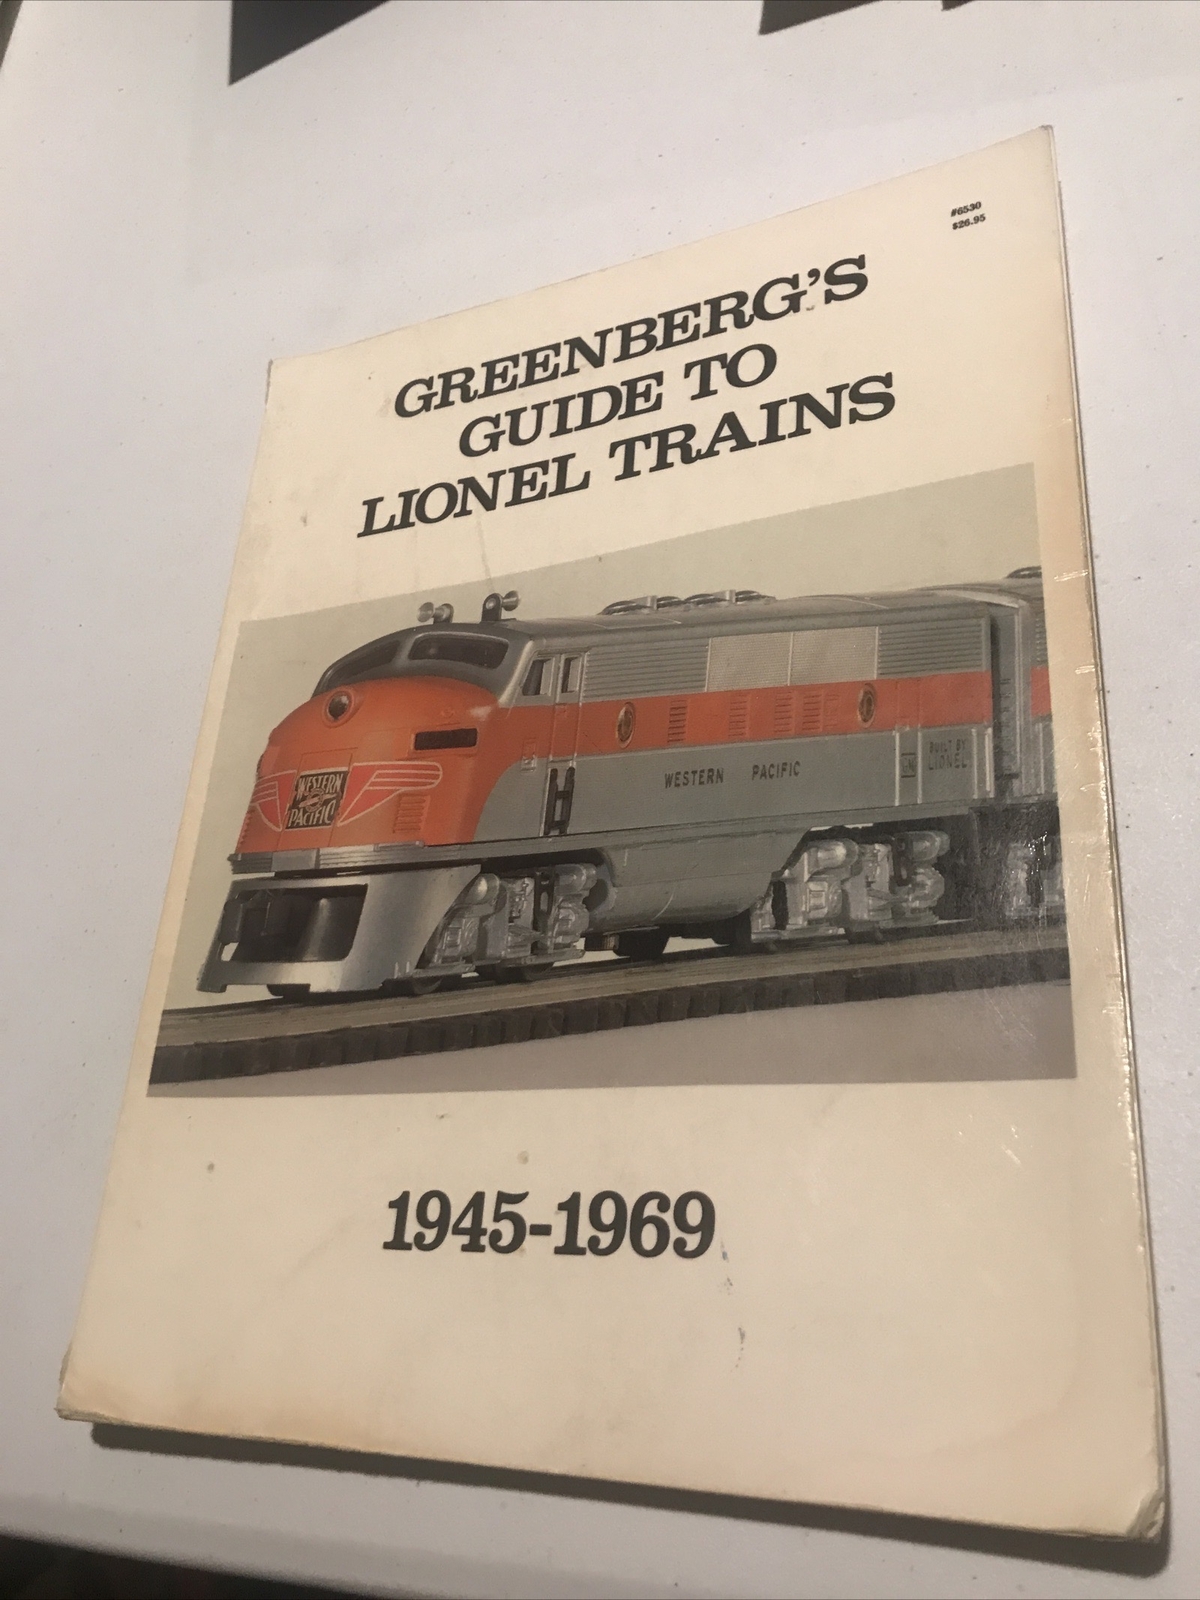 #6530
$26.95
GREENBERG'S
GUIDE TO
LIONEL TRAINS
WESTERN
PACIFIC
WESTERN PACIFIC
BUILT BY
LIONEL
1945-1969